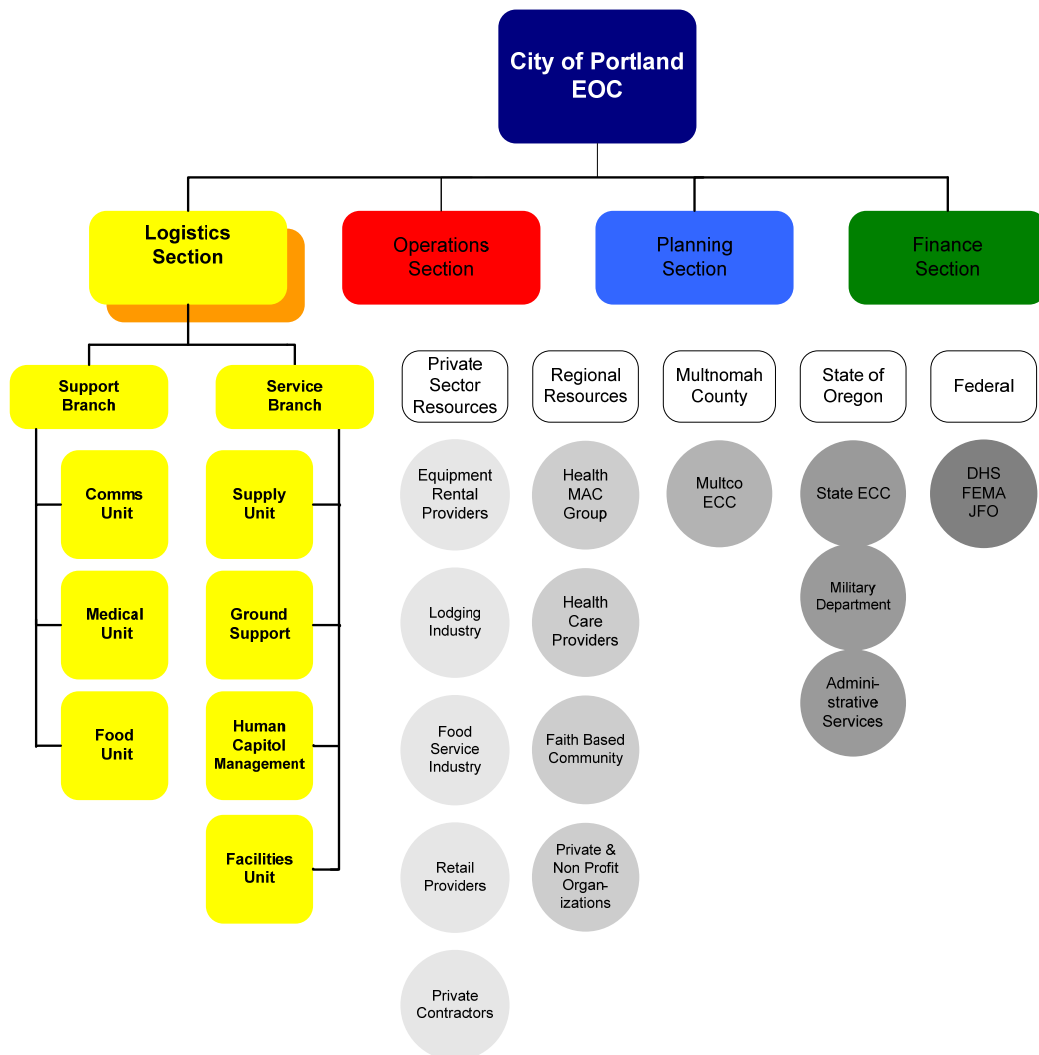 City of Portland
EOC
Logistics
Section
Operations
Section
Planning
Section
Finance
Section
Support
Branch
Service
Branch
Private
Sector
Resources
Regional
Resources
Multnomah
County
State of
Oregon
Federal
Comms
Unit
Medical
Unit
Food
Unit
Supply
Unit
Ground
Support
Human
Capitol
Management
Facilities
Unit
Equipment
Rental
Providers
Lodging
Industry
Food
Service
Industry
Retail
Providers
Private
Contractors
Health
MAC
Group
Health
Care
Providers
Faith Based
Community
Private &
Non Profit
Organ-
izations
Multco
ECC
State ECC
Military
Department
Admini-
strative
Services
DHS
FEMA
JFO